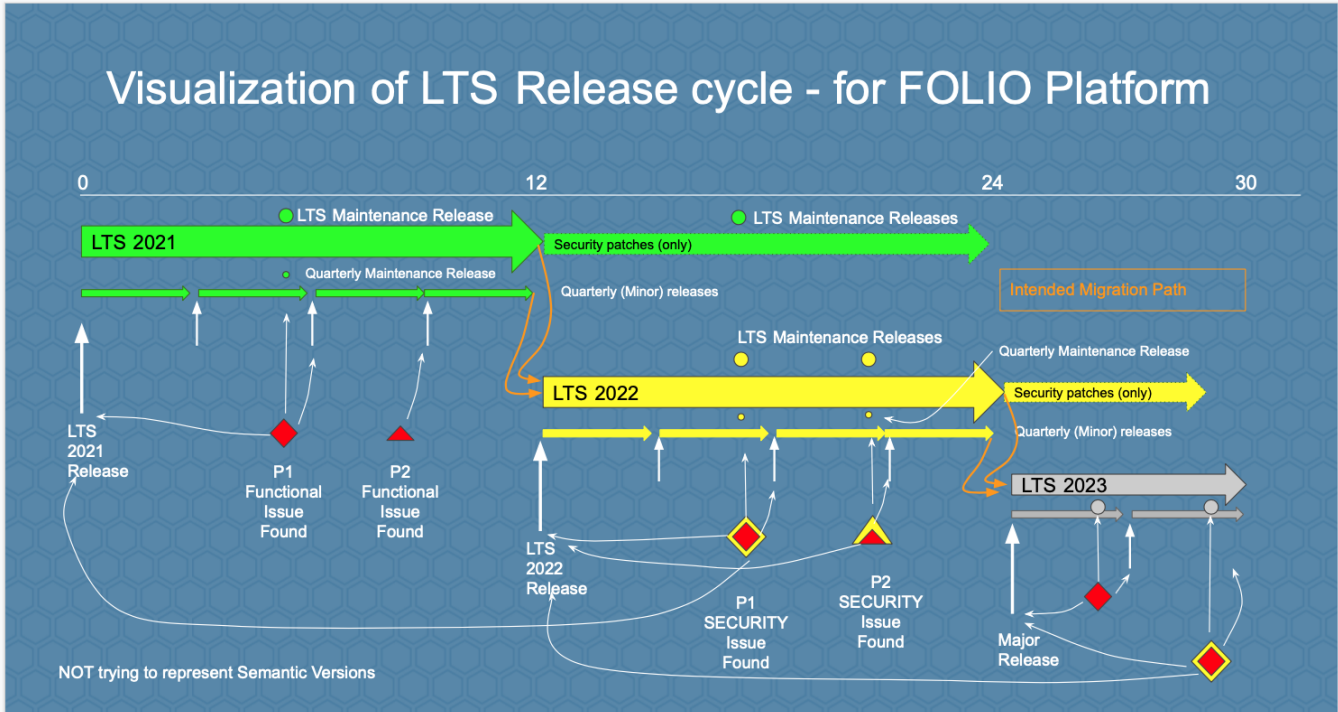 Visualization of LTS Release cycle - for FOLIO Platform
0
12
24
30
LTS Maintenance Release
LTS Maintenance Releases
LTS 2021
Security patches (only)
Quarterly Maintenance Release
Quarterly (Minor) releases
Intended Migration Path
LTS Maintenance Releases
Quarterly Maintenance Release
LTS 2022
Security patches (only)
LTS
2021
Release
Quarterly (Minor) releases
P1
Functional
Issue
Found
P2
Functional
Issue
Found
LTS 2023
LTS
2022
Release
P1
SECURITY
Issue
Found
P2
SECURITY
Issue
Found
Major
Release
NOT trying to represent Semantic Versions